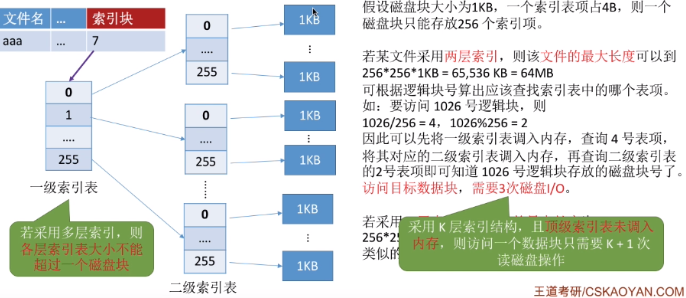 文件名 … 索引块
aaa … 7
0
1
….
255
一级索引表
若采用多层索引，则
各层索引表大小不能
超过一个磁盘块
0
….
255
0
….
255
0
….
255
二级索引表
1KB
1KB
1KB
1KB
1KB
1KB
假设磁盘块大小为1KB，一个索引表项占4B，则一个
磁盘块只能存放256 个索引项。
若某文件采用两层索引，则该文件的最大长度可以到
256*256*1KB = 65,536 KB = 64MB
可根据逻辑块号算出应该查找索引表中的哪个表项。
如：要访问 1026 号逻辑块，则
1026/256 = 4，1026%256 = 2
因此可以先将一级索引表调入内存，查询 4 号表项，
将其对应的二级索引表调入内存，再查询二级索引表
的2号表项即可知道 1026 号逻辑块存放的磁盘块号了。
访问目标数据块，需要3次磁盘I/O。
若采用
256*2
类似的
采用 K 层索引结构，且顶级索引表未调入
内存，则访问一个数据块只需要 K + 1 次
读磁盘操作
王道考研/CSKAOYAN.COM